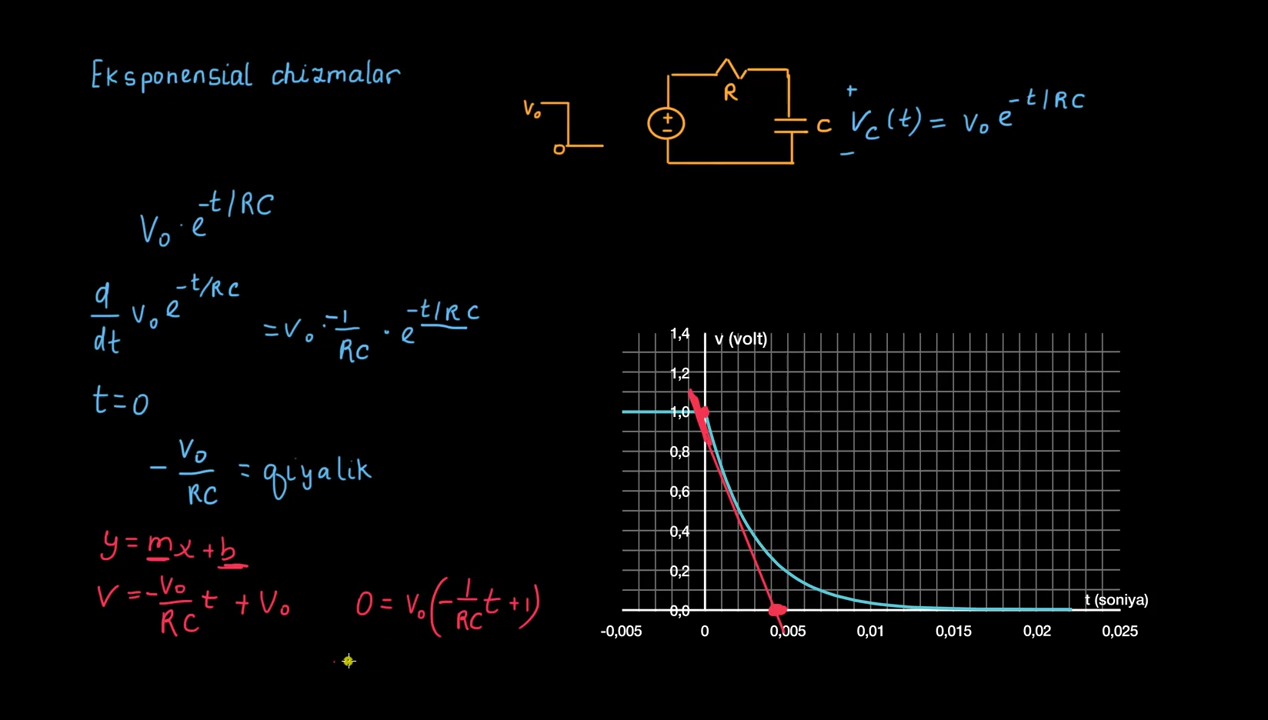 Eksponensial chizmalar
V₀
0
+
−
R
C
+
V_C(t) = V₀ e^(-t/RC)
−
V₀ · e^(-t/RC)
d/dt V₀ e^(-t/RC) = V₀ · -1/RC · e^(-t/RC)
t=0
- V₀/RC = qiyalik
y = mx + b
V = -V₀/RC t + V₀
0 = V₀(-1/RC t + 1)
v (volt)
1,4
1,2
1,0
0,8
0,6
0,4
0,2
0,0
t (soniya)
-0,005 0 0,005 0,01 0,015 0,02 0,025